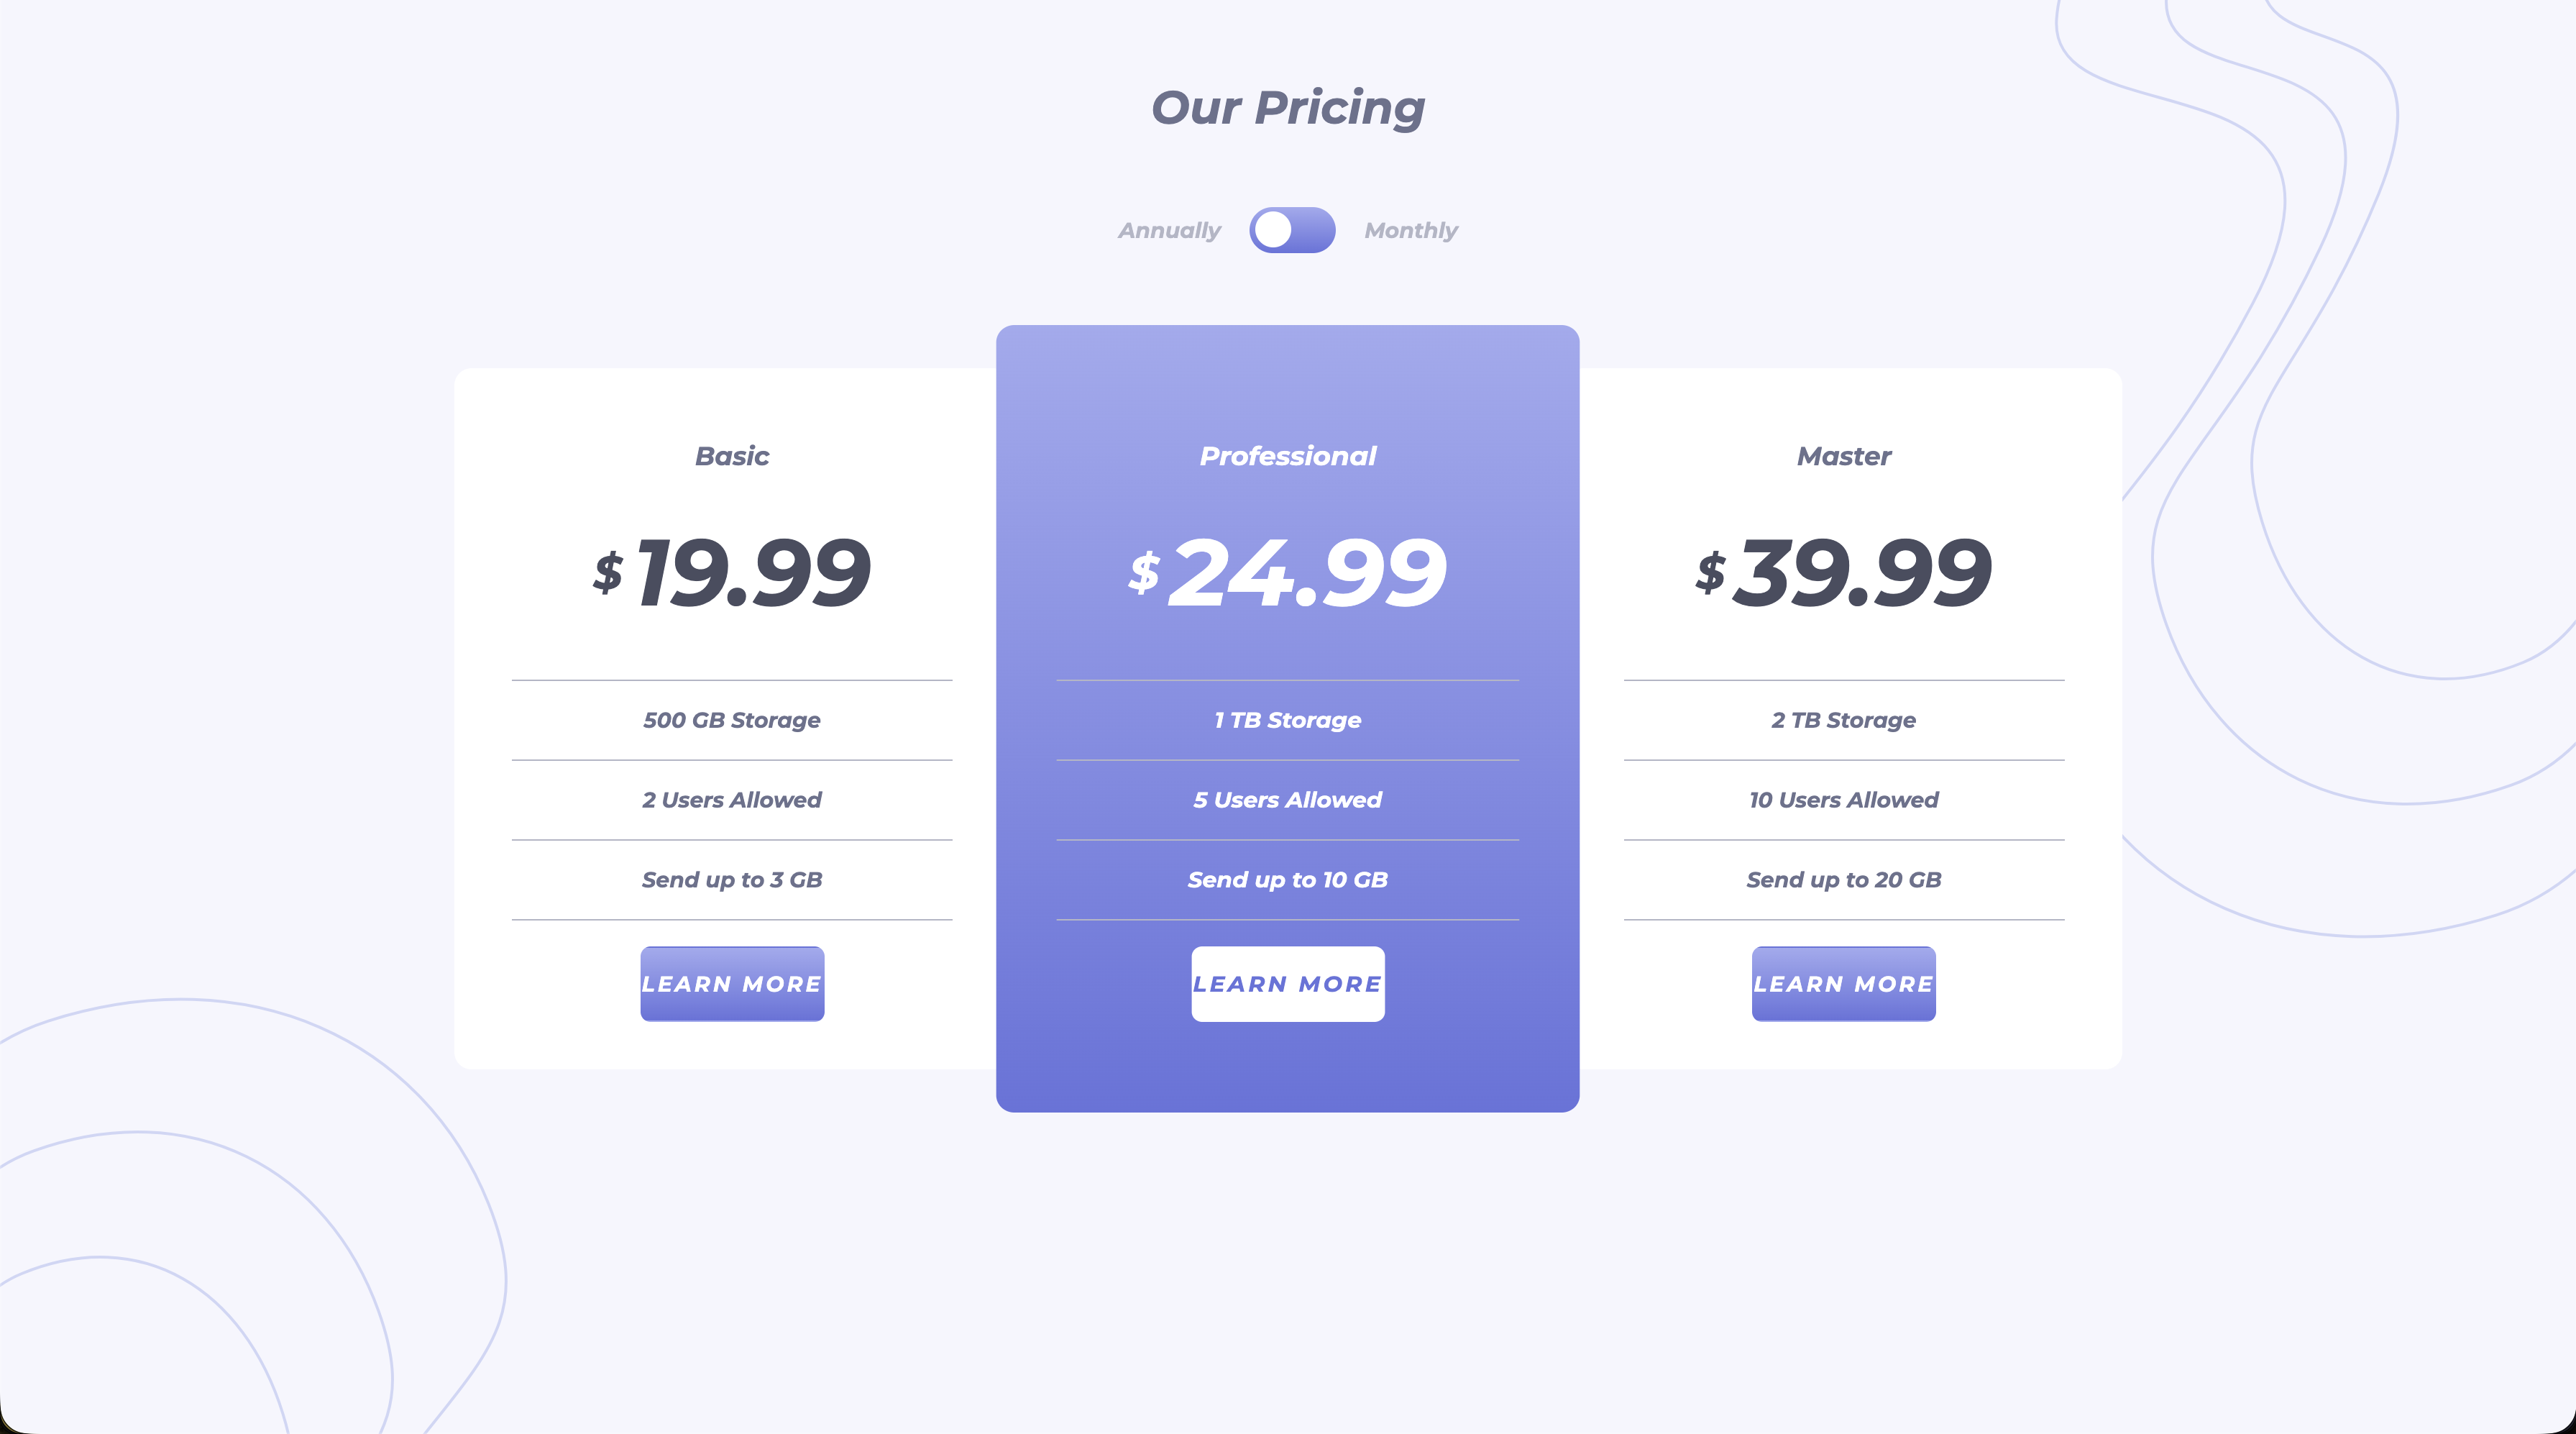 Our Pricing
Annually Monthly
Basic
$19.99
500 GB Storage
2 Users Allowed
Send up to 3 GB
LEARN MORE
Professional
$24.99
1 TB Storage
5 Users Allowed
Send up to 10 GB
LEARN MORE
Master
$39.99
2 TB Storage
10 Users Allowed
Send up to 20 GB
LEARN MORE